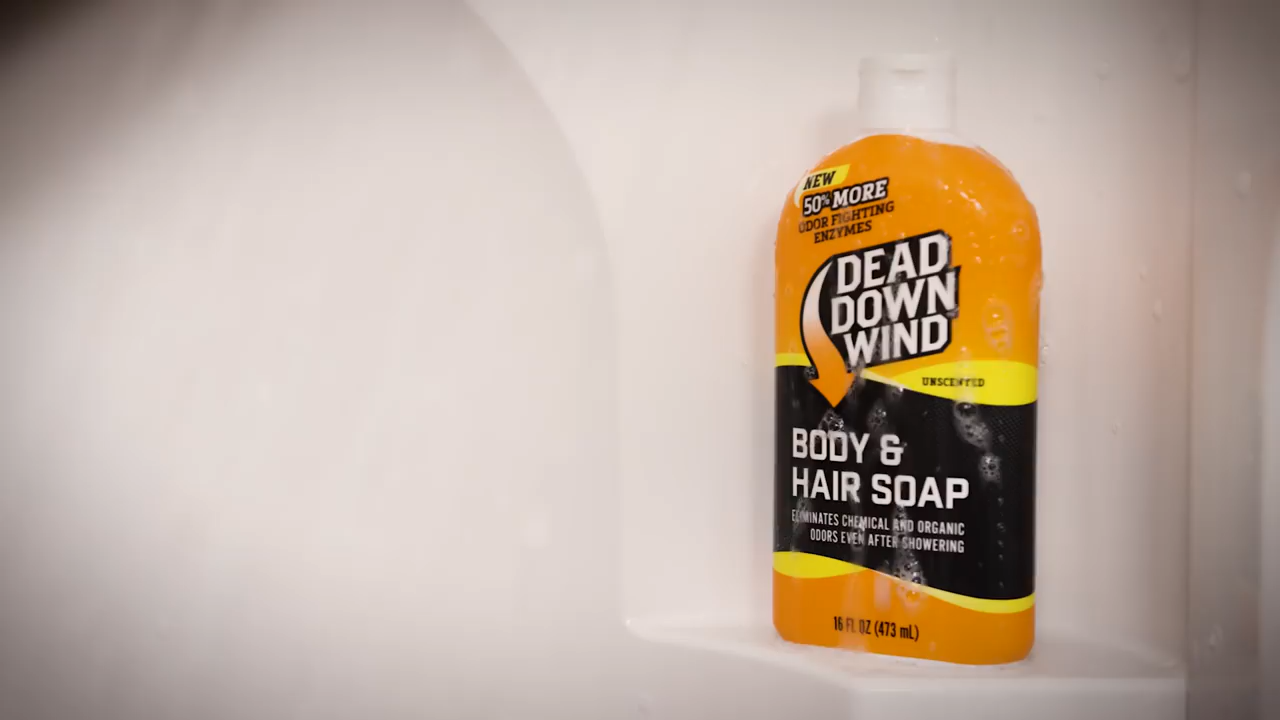 NEW
50% MORE
ODOR FIGHTING
ENZYMES
DEAD
DOWN
WIND
UNSCENTED
BODY &
HAIR SOAP
ELIMINATES CHEMICAL AND ORGANIC
ODORS EVEN AFTER SHOWERING
16 FL OZ (473 mL)